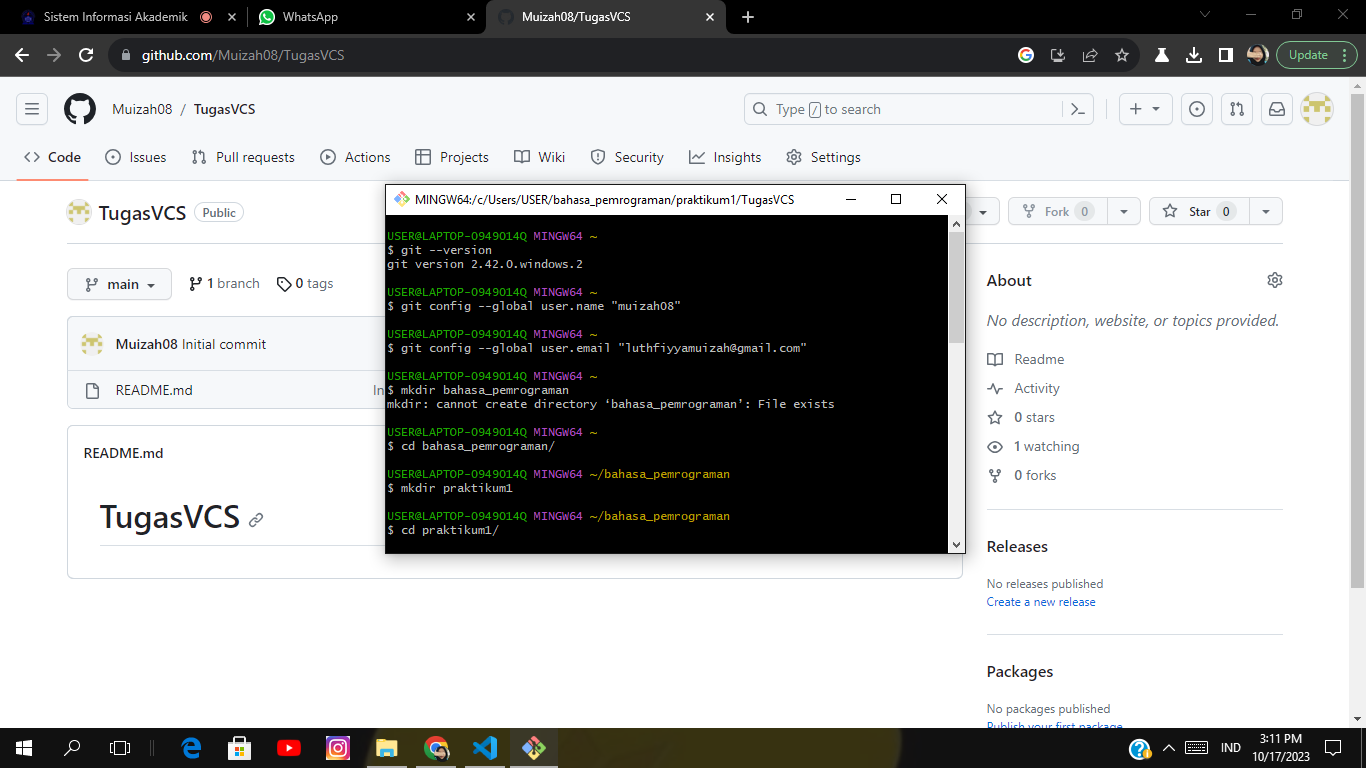 Sistem Informasi Akademik
WhatsApp
Muizah08/TugasVCS
github.com/Muizah08/TugasVCS
Update
Muizah08 / TugasVCS
Type / to search
Code
Issues
Pull requests
Actions
Projects
Wiki
Security
Insights
Settings
TugasVCS Public
Fork 0
Star 0
main
1 branch
0 tags
Muizah08 Initial commit
README.md In
README.md
TugasVCS
MINGW64:/c/Users/USER/bahasa_pemrograman/praktikum1/TugasVCS
USER@LAPTOP-O949O14Q MINGW64 ~
$ git --version
git version 2.42.0.windows.2
USER@LAPTOP-O949O14Q MINGW64 ~
$ git config --global user.name "muizah08"
USER@LAPTOP-O949O14Q MINGW64 ~
$ git config --global user.email "luthfiyyamuizah@gmail.com"
USER@LAPTOP-O949O14Q MINGW64 ~
$ mkdir bahasa_pemrograman
mkdir: cannot create directory ‘bahasa_pemrograman’: File exists
USER@LAPTOP-O949O14Q MINGW64 ~
$ cd bahasa_pemrograman/
USER@LAPTOP-O949O14Q MINGW64 ~/bahasa_pemrograman
$ mkdir praktikum1
USER@LAPTOP-O949O14Q MINGW64 ~/bahasa_pemrograman
$ cd praktikum1/
About
No description, website, or topics provided.
Readme
Activity
0 stars
1 watching
0 forks
Releases
No releases published
Create a new release
Packages
No packages published
Publish your first package
IND
3:11 PM
10/17/2023